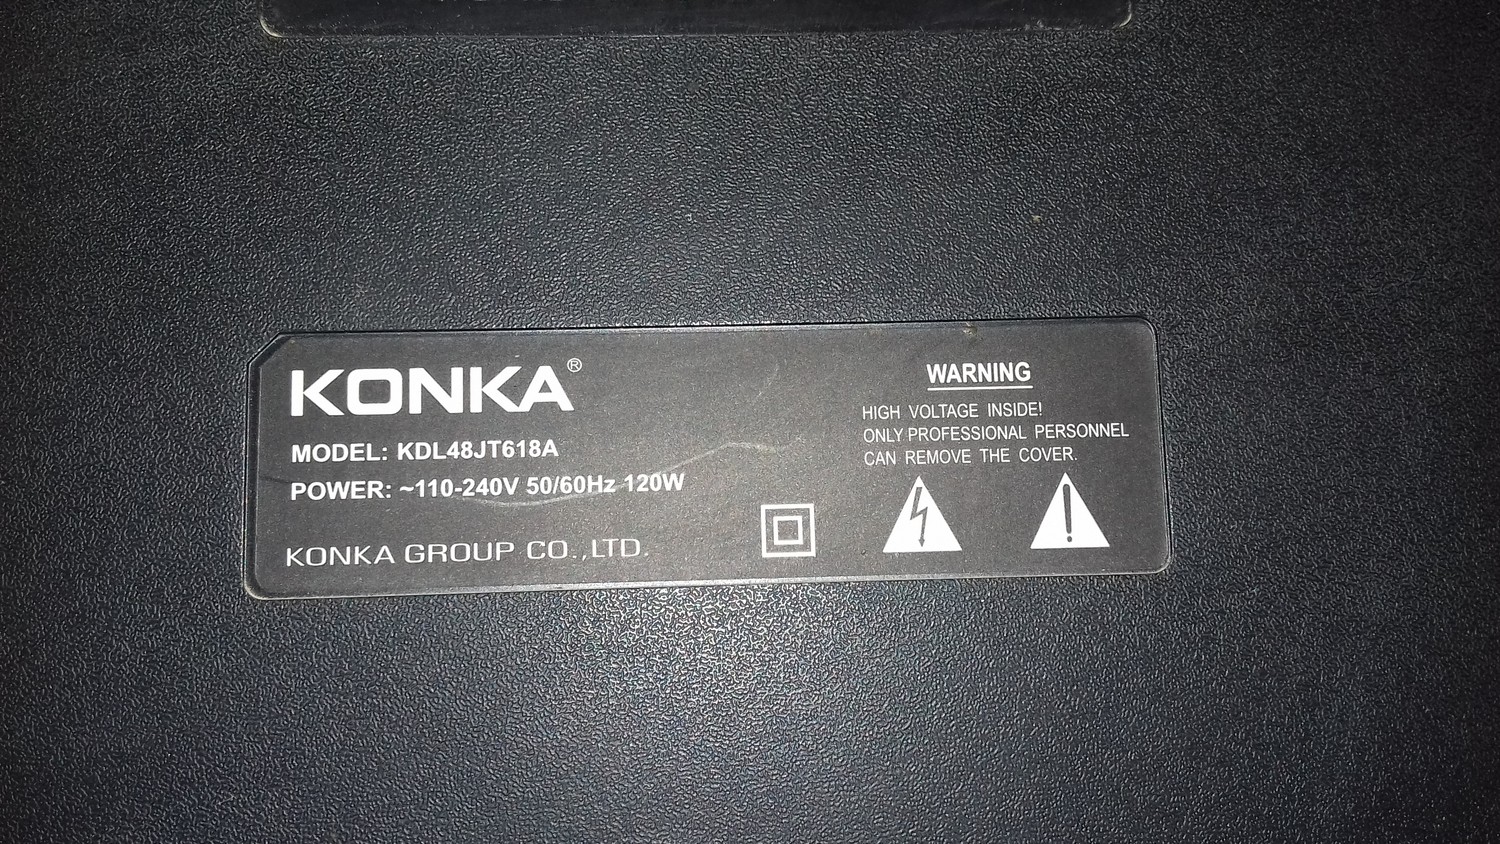 KONKA®
MODEL: KDL48JT618A
POWER: ~110-240V 50/60Hz 120W
KONKA GROUP CO.,LTD.
WARNING
HIGH VOLTAGE INSIDE!
ONLY PROFESSIONAL PERSONNEL
CAN REMOVE THE COVER.